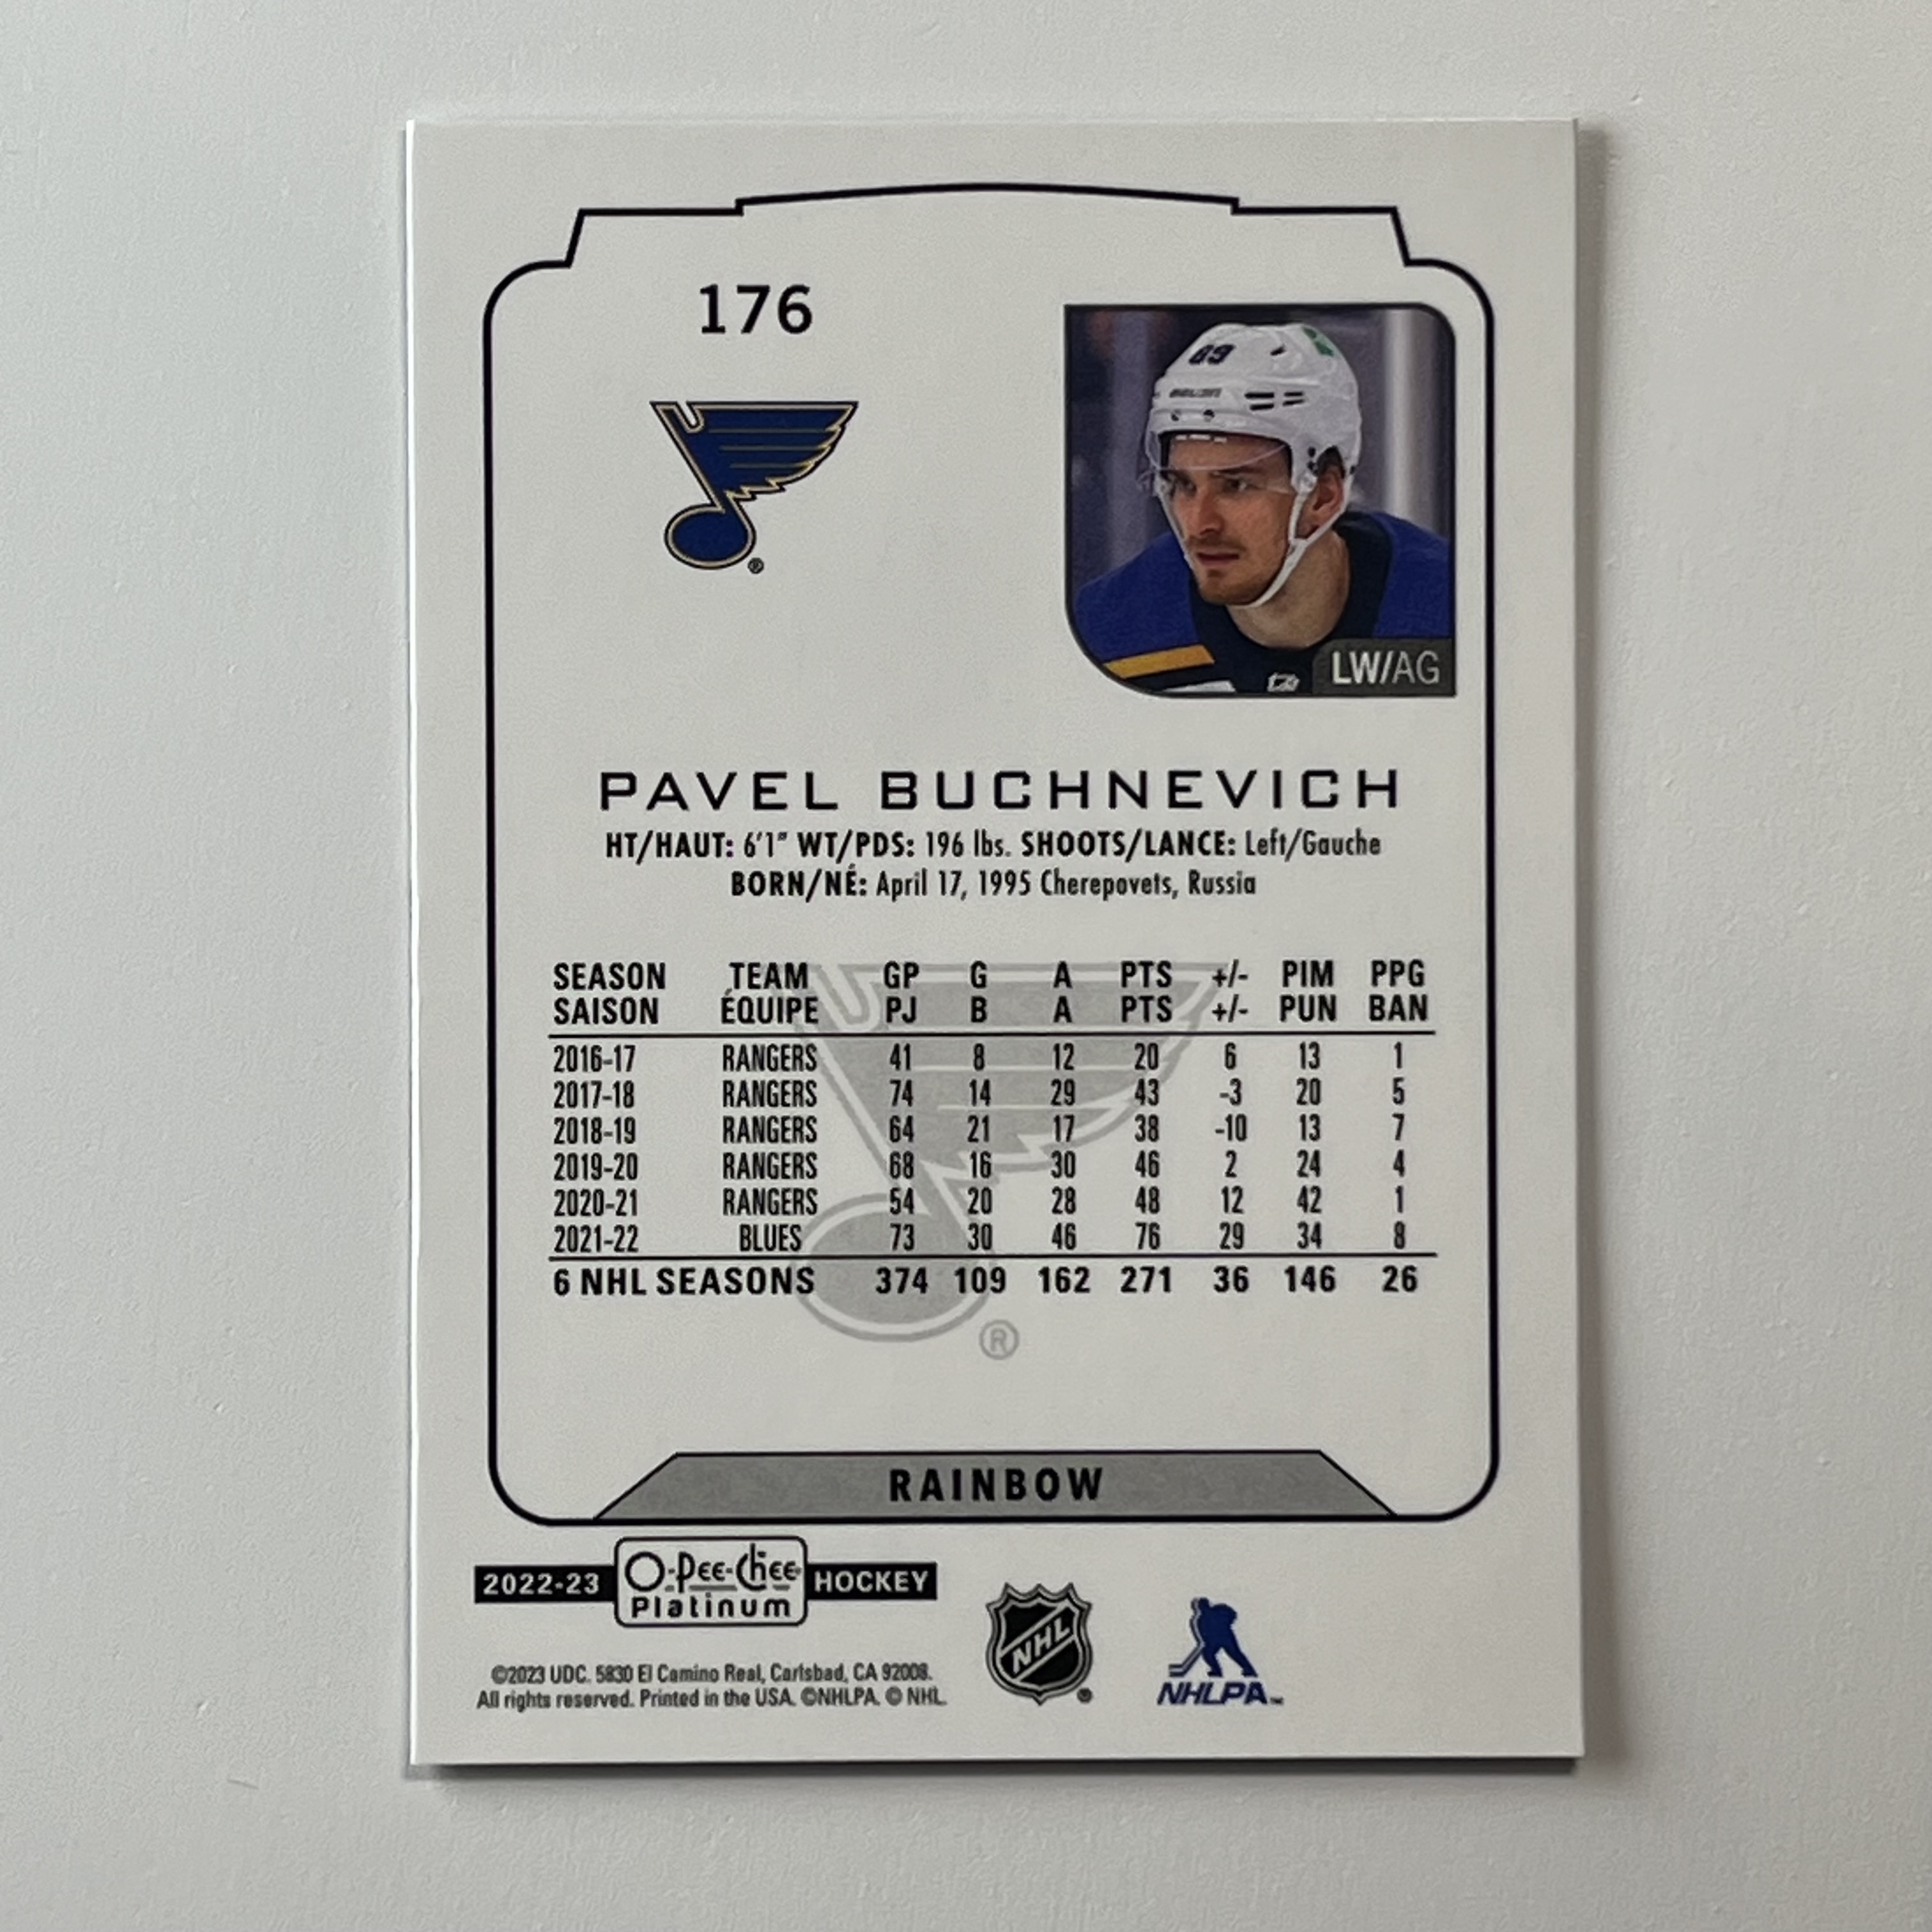 176
89
BAUER
LW/AG
PAVEL BUCHNEVICH
HT/HAUT: 6'1" WT/PDS: 196 lbs. SHOOTS/LANCE: Left/Gauche
BORN/NÉ: April 17, 1995 Cherepovets, Russia
SEASON TEAM GP G A PTS +/- PIM PPG
SAISON ÉQUIPE PJ B A PTS +/- PUN BAN
2016-17 RANGERS 41 8 12 20 6 13 1
2017-18 RANGERS 74 14 29 43 -3 20 5
2018-19 RANGERS 64 21 17 38 -10 13 7
2019-20 RANGERS 68 16 30 46 2 24 4
2020-21 RANGERS 54 20 28 48 12 42 1
2021-22 BLUES 73 30 46 76 29 34 8
6 NHL SEASONS 374 109 162 271 36 146 26
®
RAINBOW
2022-23 O-Pee-Chee HOCKEY
Platinum
NHL
NHLPA
©2023 UDC. 5830 El Camino Real, Carlsbad, CA 92008.
All rights reserved. Printed in the USA. ©NHLPA. © NHL.